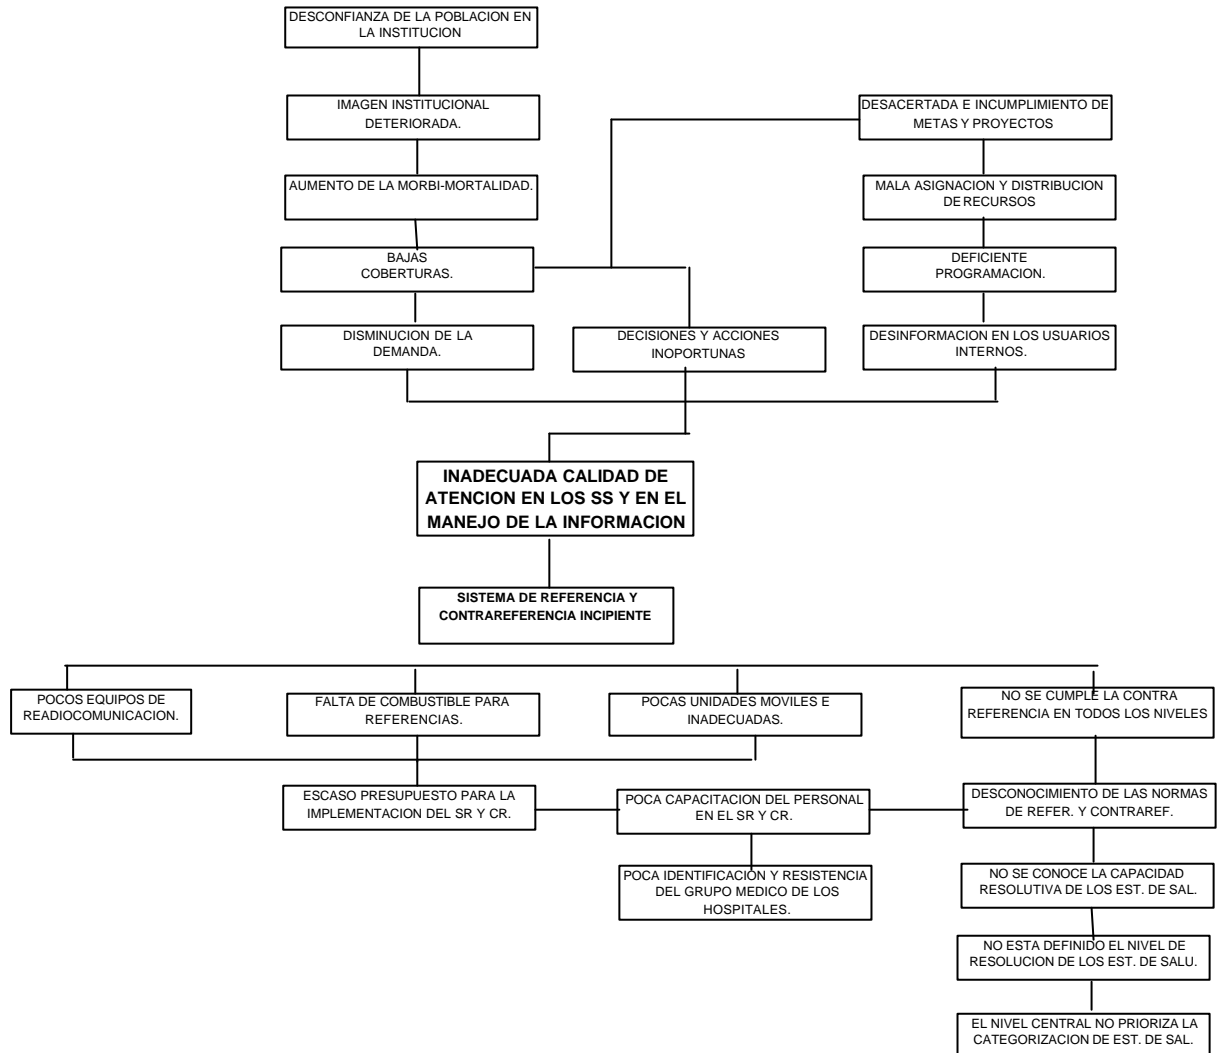 DESCONFIANZA DE LA POBLACION EN
LA INSTITUCION
IMAGEN INSTITUCIONAL
DETERIORADA.
DESACERTADA E INCUMPLIMIENTO DE
METAS Y PROYECTOS
AUMENTO DE LA MORBI-MORTALIDAD.
MALA ASIGNACION Y DISTRIBUCION
DE RECURSOS
BAJAS
COBERTURAS.
DEFICIENTE
PROGRAMACION.
DISMINUCION DE LA
DEMANDA.
DECISIONES Y ACCIONES
INOPORTUNAS
DESINFORMACION EN LOS USUARIOS
INTERNOS.
INADECUADA CALIDAD DE
ATENCION EN LOS SS Y EN EL
MANEJO DE LA INFORMACION
SISTEMA DE REFERENCIA Y
CONTRAREFERENCIA INCIPIENTE
POCOS EQUIPOS DE
READIOCOMUNICACION.
FALTA DE COMBUSTIBLE PARA
REFERENCIAS.
POCAS UNIDADES MOVILES E
INADECUADAS.
NO SE CUMPLE LA CONTRA
REFERENCIA EN TODOS LOS NIVELES
ESCASO PRESUPUESTO PARA LA
IMPLEMENTACION DEL SR Y CR.
POCA CAPACITACION DEL PERSONAL
EN EL SR Y CR.
DESCONOCIMIENTO DE LAS NORMAS
DE REFER. Y CONTRAREF.
POCA IDENTIFICACION Y RESISTENCIA
DEL GRUPO MEDICO DE LOS
HOSPITALES.
NO SE CONOCE LA CAPACIDAD
RESOLUTIVA DE LOS EST. DE SAL.
NO ESTA DEFINIDO EL NIVEL DE
RESOLUCION DE LOS EST. DE SALU.
EL NIVEL CENTRAL NO PRIORIZA LA
CATEGORIZACION DE EST. DE SAL.